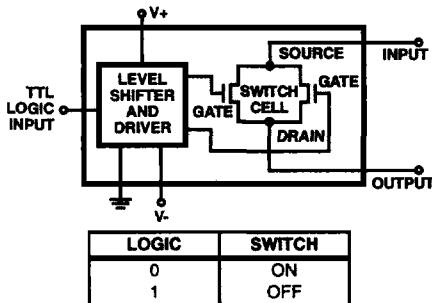 V+
SOURCE
INPUT
TTL
LOGIC
INPUT
LEVEL
SHIFTER
AND
DRIVER
GATE
SWITCH
CELL
GATE
DRAIN
OUTPUT
V-
LOGIC SWITCH
0 ON
1 OFF